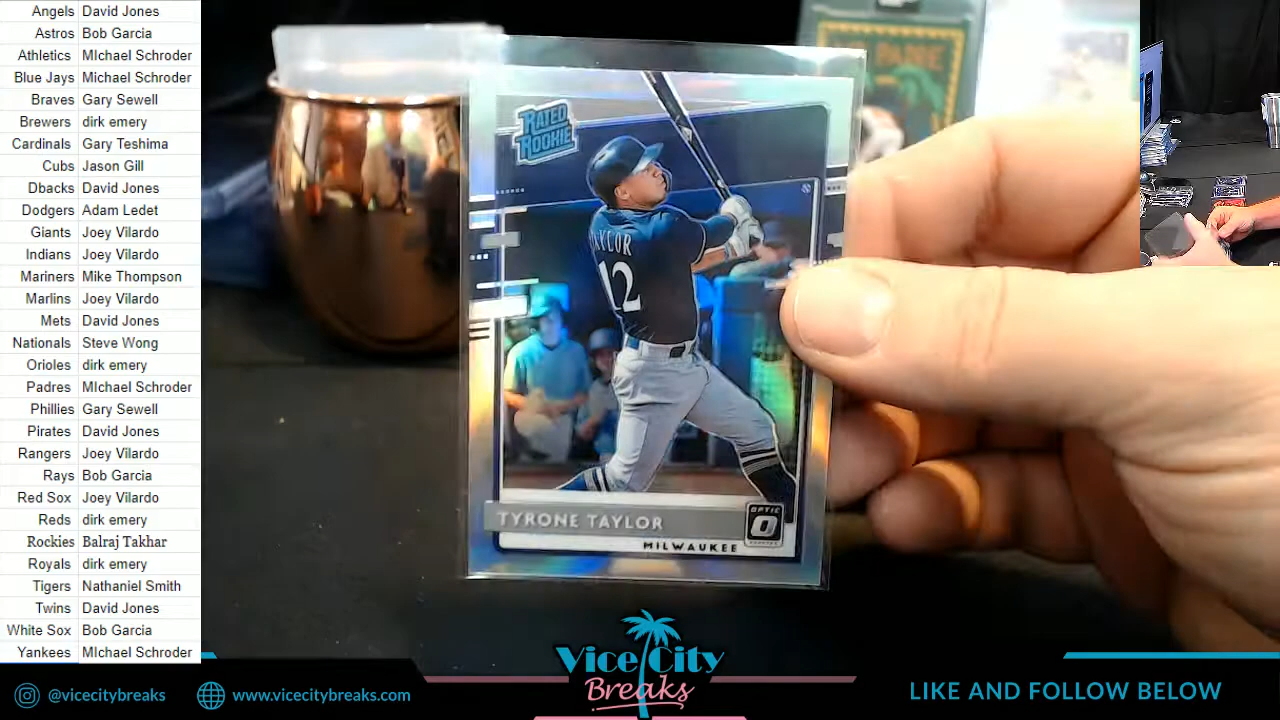 Angels David Jones
Astros Bob Garcia
Athletics MIchael Schroder
Blue Jays Michael Schroder
Braves Gary Sewell
Brewers dirk emery
Cardinals Gary Teshima
Cubs Jason Gill
Dbacks David Jones
Dodgers Adam Ledet
Giants Joey Vilardo
Indians Joey Vilardo
Mariners Mike Thompson
Marlins Joey Vilardo
Mets David Jones
Nationals Steve Wong
Orioles dirk emery
Padres MIchael Schroder
Phillies Gary Sewell
Pirates David Jones
Rangers Joey Vilardo
Rays Bob Garcia
Red Sox Joey Vilardo
Reds dirk emery
Rockies Balraj Takhar
Royals dirk emery
Tigers Nathaniel Smith
Twins David Jones
White Sox Bob Garcia
Yankees MIchael Schroder
RATED
ROOKIE
TAYLOR
12
TYRONE TAYLOR
MILWAUKEE
OPTIC
Vice City
Breaks
@vicecitybreaks
www.vicecitybreaks.com
LIKE AND FOLLOW BELOW